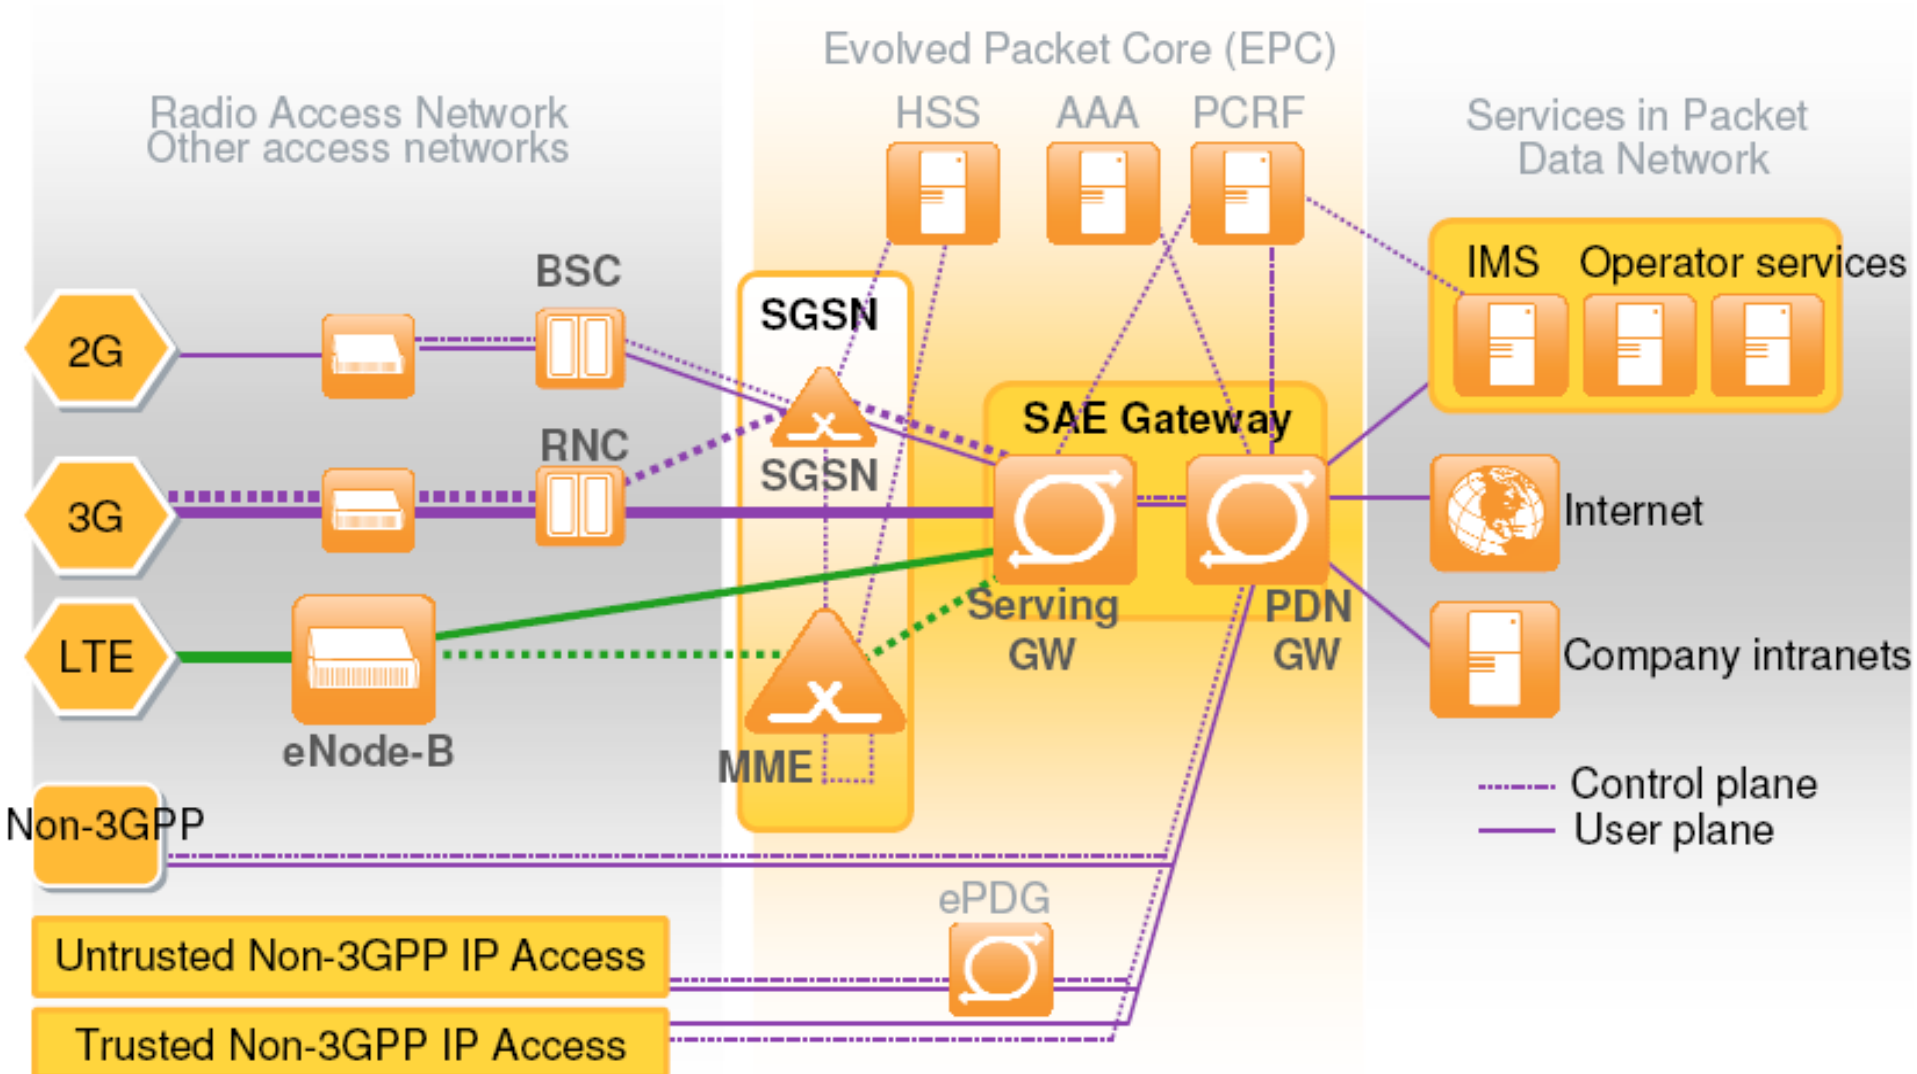 Evolved Packet Core (EPC)
Radio Access Network
Other access networks
HSS
AAA
PCRF
Services in Packet
Data Network
BSC
SGSN
IMS
Operator services
2G
SAE Gateway
RNC
SGSN
3G
Internet
Serving
GW
PDN
GW
LTE
Company intranets
eNode-B
MME
Control plane
User plane
Non-3GPP
ePDG
Untrusted Non-3GPP IP Access
Trusted Non-3GPP IP Access